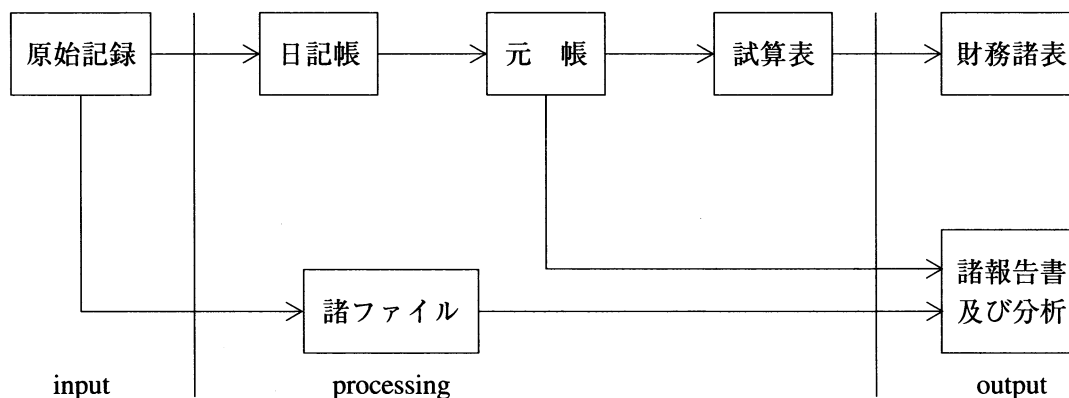 原始記録
日記帳
元　帳
試算表
財務諸表
諸ファイル
諸報告書
及び分析
input
processing
output